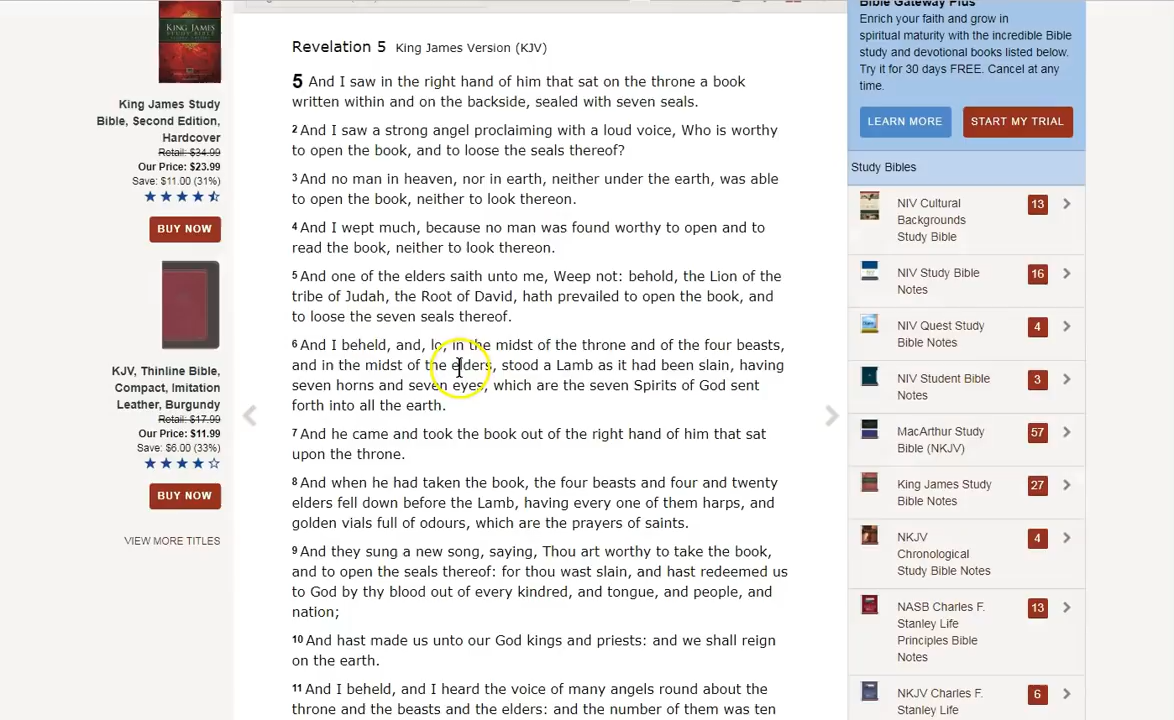 KING JAMES
STUDY BIBLE
King James Study
Bible, Second Edition,
Hardcover
Retail: $34.99
Our Price: $23.99
Save: $11.00 (31%)
BUY NOW
KJV, Thinline Bible,
Compact, Imitation
Leather, Burgundy
Retail: $17.99
Our Price: $11.99
Save: $6.00 (33%)
BUY NOW
VIEW MORE TITLES
Revelation 5 King James Version (KJV)
5 And I saw in the right hand of him that sat on the throne a book
written within and on the backside, sealed with seven seals.
2 And I saw a strong angel proclaiming with a loud voice, Who is worthy
to open the book, and to loose the seals thereof?
3 And no man in heaven, nor in earth, neither under the earth, was able
to open the book, neither to look thereon.
4 And I wept much, because no man was found worthy to open and to
read the book, neither to look thereon.
5 And one of the elders saith unto me, Weep not: behold, the Lion of the
tribe of Judah, the Root of David, hath prevailed to open the book, and
to loose the seven seals thereof.
6 And I beheld, and, lo, in the midst of the throne and of the four beasts,
and in the midst of the elders, stood a Lamb as it had been slain, having
seven horns and seven eyes, which are the seven Spirits of God sent
forth into all the earth.
7 And he came and took the book out of the right hand of him that sat
upon the throne.
8 And when he had taken the book, the four beasts and four and twenty
elders fell down before the Lamb, having every one of them harps, and
golden vials full of odours, which are the prayers of saints.
9 And they sung a new song, saying, Thou art worthy to take the book,
and to open the seals thereof: for thou wast slain, and hast redeemed us
to God by thy blood out of every kindred, and tongue, and people, and
nation;
10 And hast made us unto our God kings and priests: and we shall reign
on the earth.
11 And I beheld, and I heard the voice of many angels round about the
throne and the beasts and the elders: and the number of them was ten
Bible Gateway Plus
Enrich your faith and grow in
spiritual maturity with the incredible Bible
study and devotional books listed below.
Try it for 30 days FREE. Cancel at any
time.
LEARN MORE
START MY TRIAL
Study Bibles
NIV Cultural
Backgrounds
Study Bible
13
NIV Study Bible
Notes
16
NIV Quest Study
Bible Notes
4
NIV Student Bible
Notes
3
MacArthur Study
Bible (NKJV)
57
King James Study
Bible Notes
27
NKJV
Chronological
Study Bible Notes
4
NASB Charles F.
Stanley Life
Principles Bible
Notes
13
NKJV Charles F.
Stanley Life
6